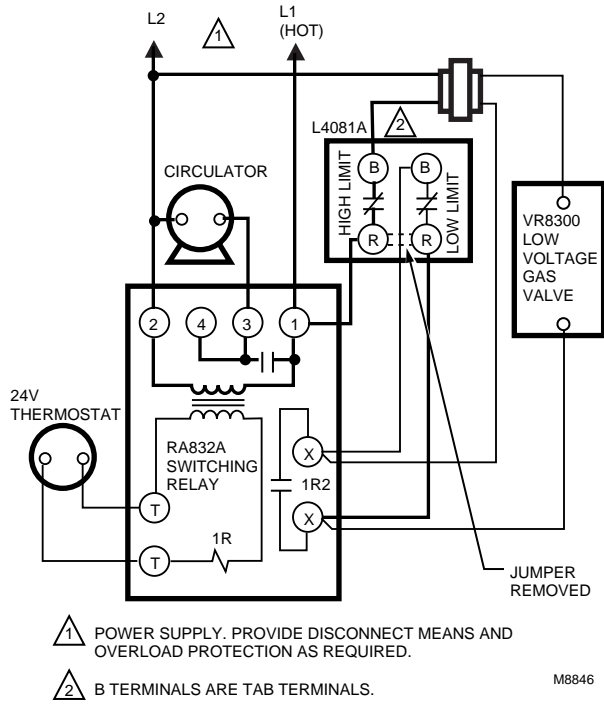 L2
1
L1
(HOT)
L4081A
2
CIRCULATOR
HIGH LIMIT
B
B
LOW LIMIT
R
R
VR8300
LOW
VOLTAGE
GAS
VALVE
2
4
3
1
24V
THERMOSTAT
RA832A
SWITCHING
RELAY
X
1R2
T
X
1R
T
JUMPER
REMOVED
1 POWER SUPPLY. PROVIDE DISCONNECT MEANS AND
OVERLOAD PROTECTION AS REQUIRED.
2 B TERMINALS ARE TAB TERMINALS.
M8846